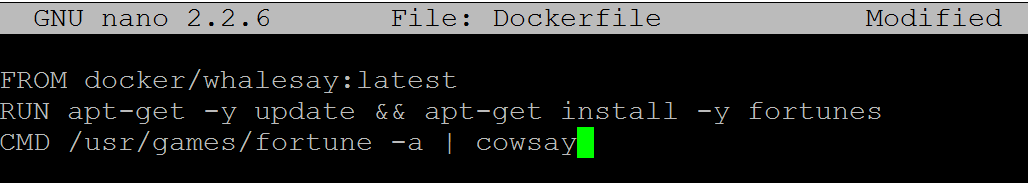 GNU nano 2.2.6 File: Dockerfile Modified
FROM docker/whalesay:latest
RUN apt-get -y update && apt-get install -y fortunes
CMD /usr/games/fortune -a | cowsay